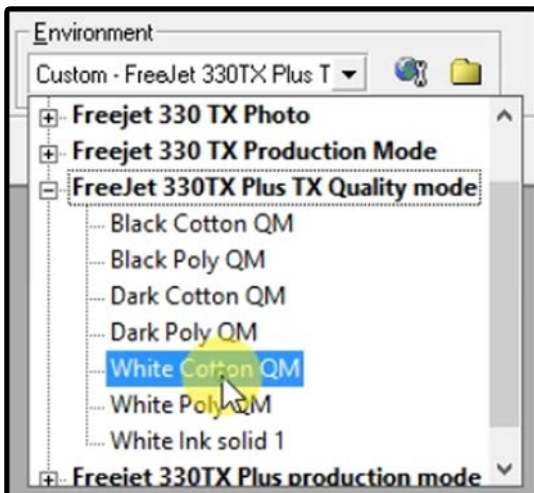 Environment
Custom - FreeJet 330TX Plus T
Freejet 330 TX Photo
Freejet 330 TX Production Mode
FreeJet 330TX Plus TX Quality mode
Black Cotton QM
Black Poly QM
Dark Cotton QM
Dark Poly QM
White Cotton QM
White Poly QM
White Ink solid 1
Freejet 330TX Plus production mode